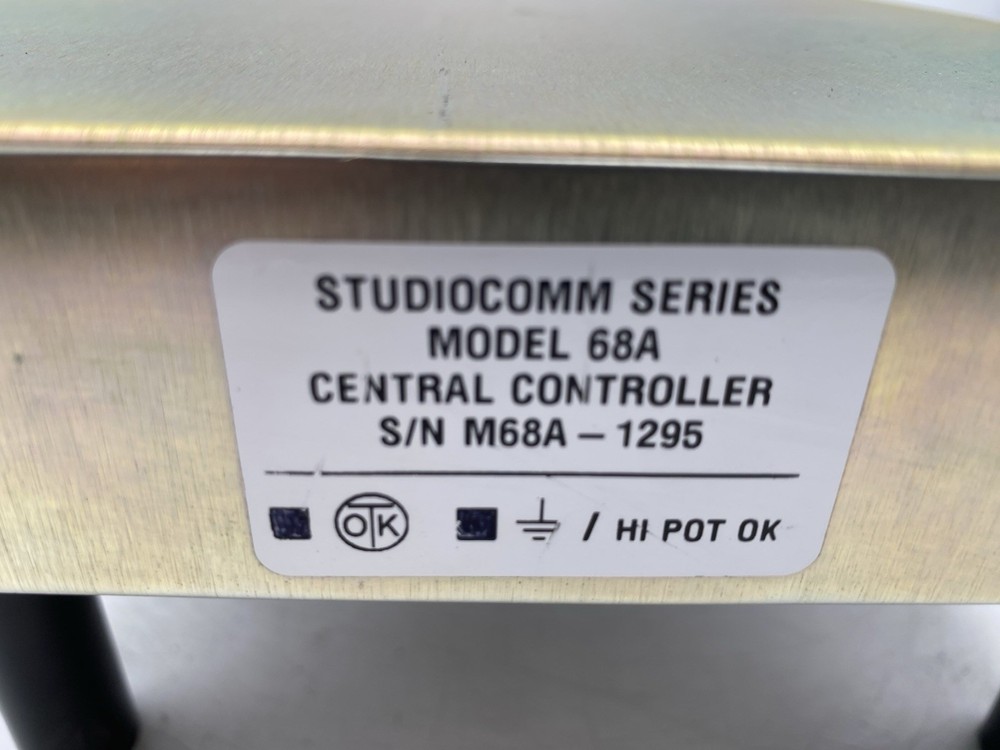 STUDIOCOMM SERIES
MODEL 68A
CENTRAL CONTROLLER
S/N M68A – 1295
OTK / HI POT OK